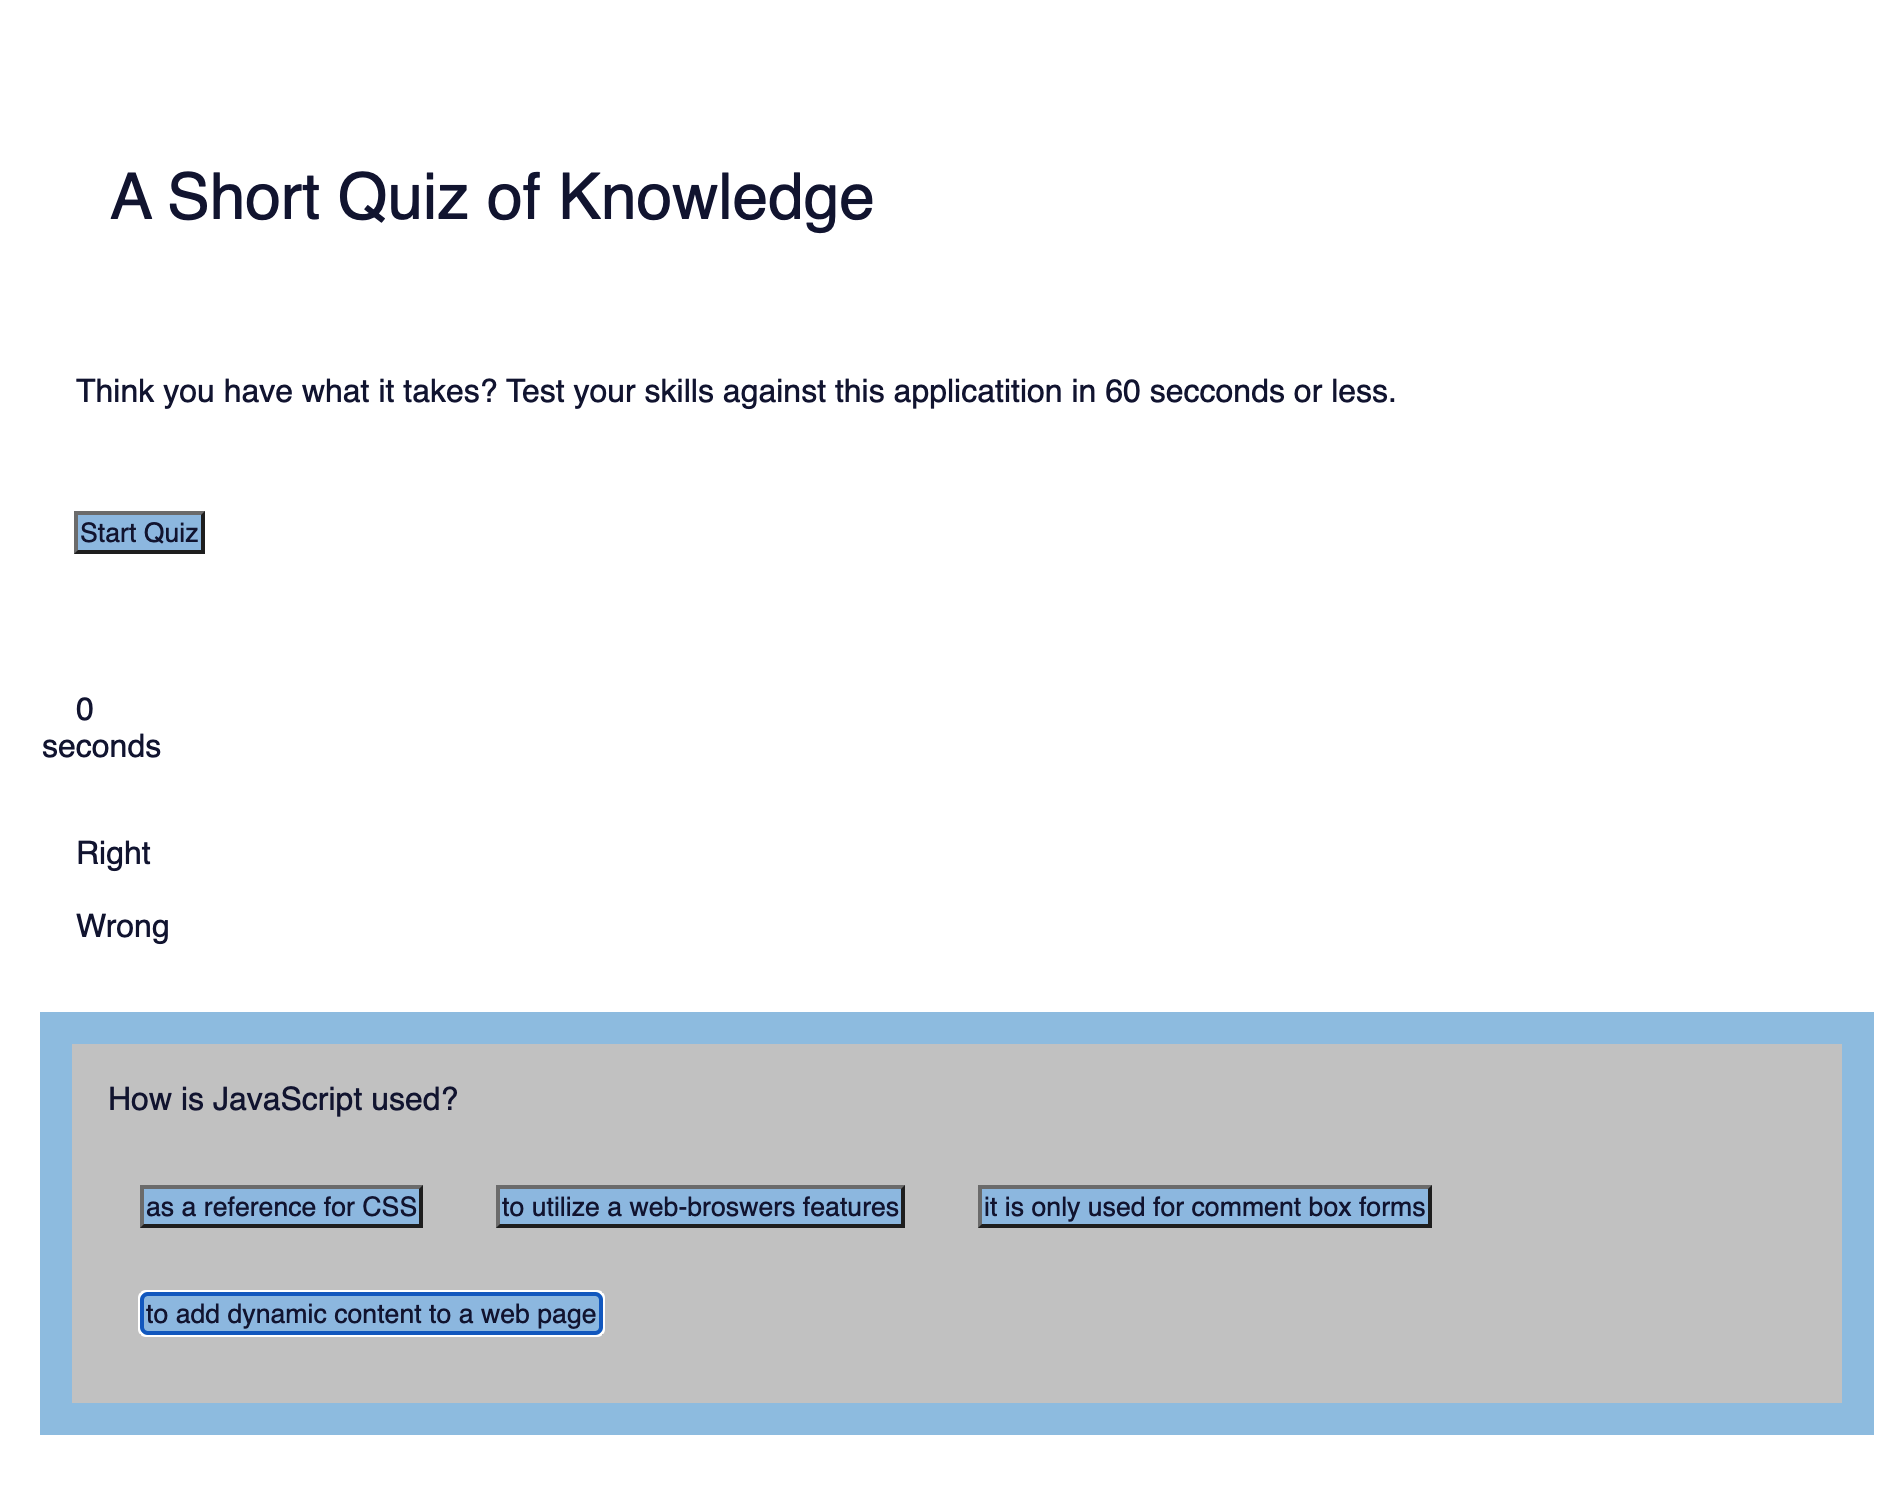 A Short Quiz of Knowledge
Think you have what it takes? Test your skills against this applicatition in 60 secconds or less.
Start Quiz
0
seconds
Right
Wrong
How is JavaScript used?
as a reference for CSS
to utilize a web-broswers features
it is only used for comment box forms
to add dynamic content to a web page